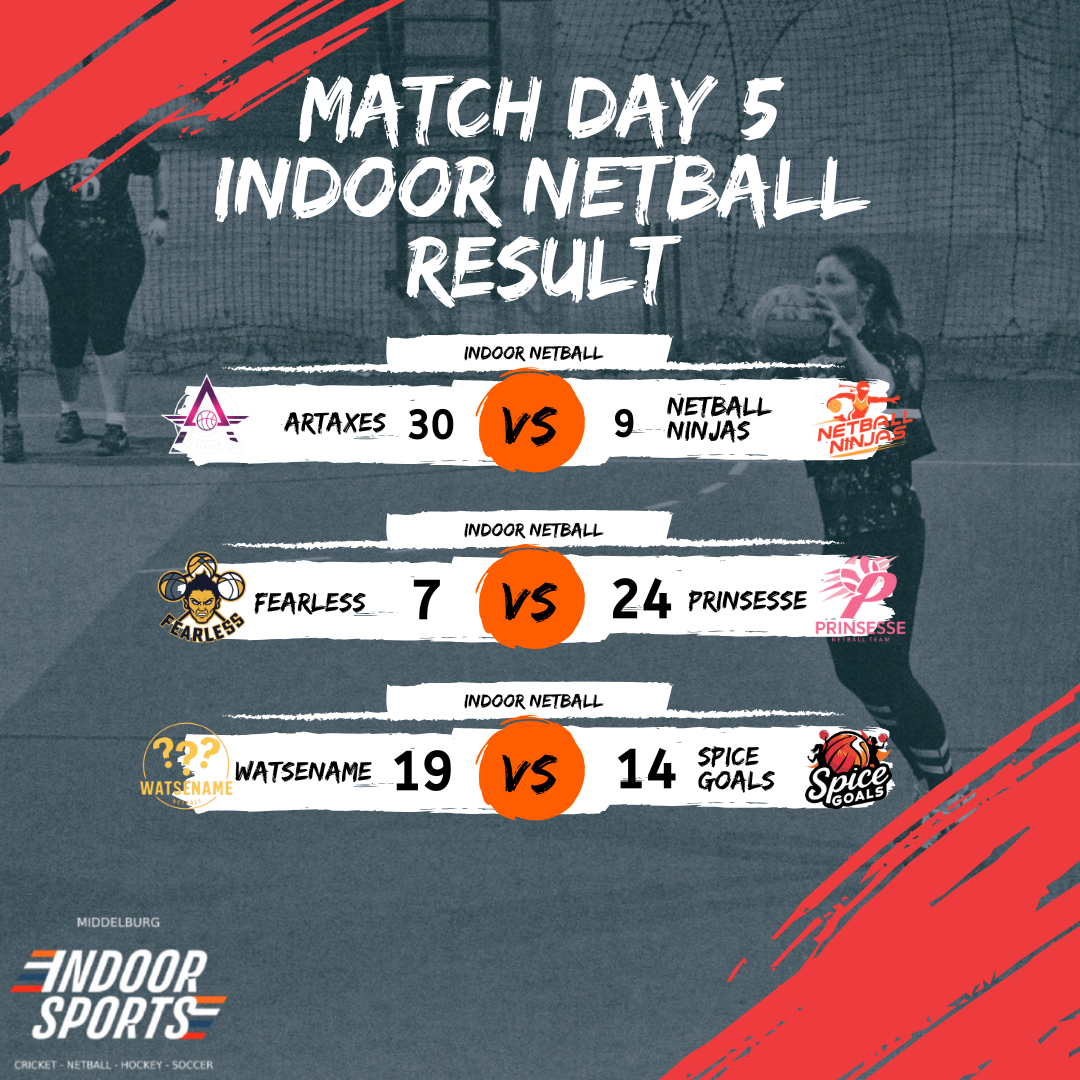 MATCH DAY 5
INDOOR NETBALL
RESULT
INDOOR NETBALL
ARTAXES 30 VS 9 NETBALL
NINJAS
NETBALL
NINJAS
INDOOR NETBALL
FEARLESS 7 VS 24 PRINSESSE
FEARLESS
PRINSESSE
NETBALL TEAM
INDOOR NETBALL
???
WATSENAME
NETBALL
WATSENAME 19 VS 14 SPICE
GOALS
Spice
GOALS
MIDDELBURG
INDOOR
SPORTS
CRICKET - NETBALL - HOCKEY - SOCCER